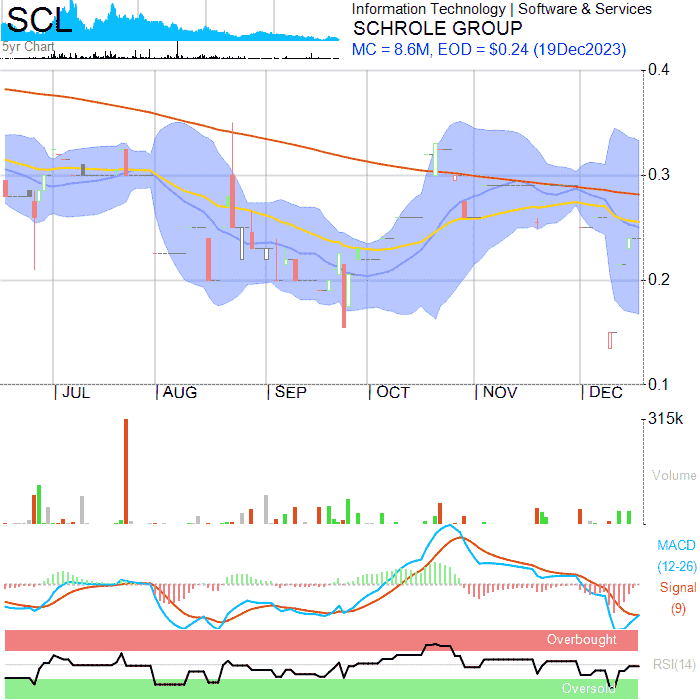 SCL
Information Technology | Software & Services
SCHROLE GROUP
5yr Chart
MC = 8.6M, EOD = $0.24 (19Dec2023)
0.4
0.3
0.2
0.1
JUL
AUG
SEP
OCT
NOV
DEC
315k
Volume
MACD
(12-26)
Signal
(9)
Overbought
RSI(14)
Oversold